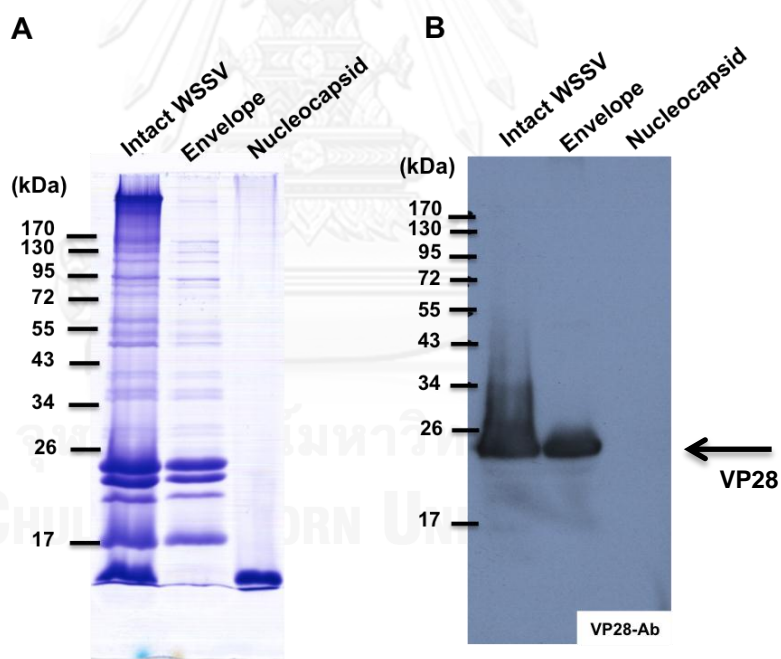 A
Intact WSSV
Envelope
Nucleocapsid
(kDa)
170
130
95
72
55
43
34
26
17
B
Intact WSSV
Envelope
Nucleocapsid
(kDa)
170
130
95
72
55
43
34
26
17
VP28
VP28-Ab